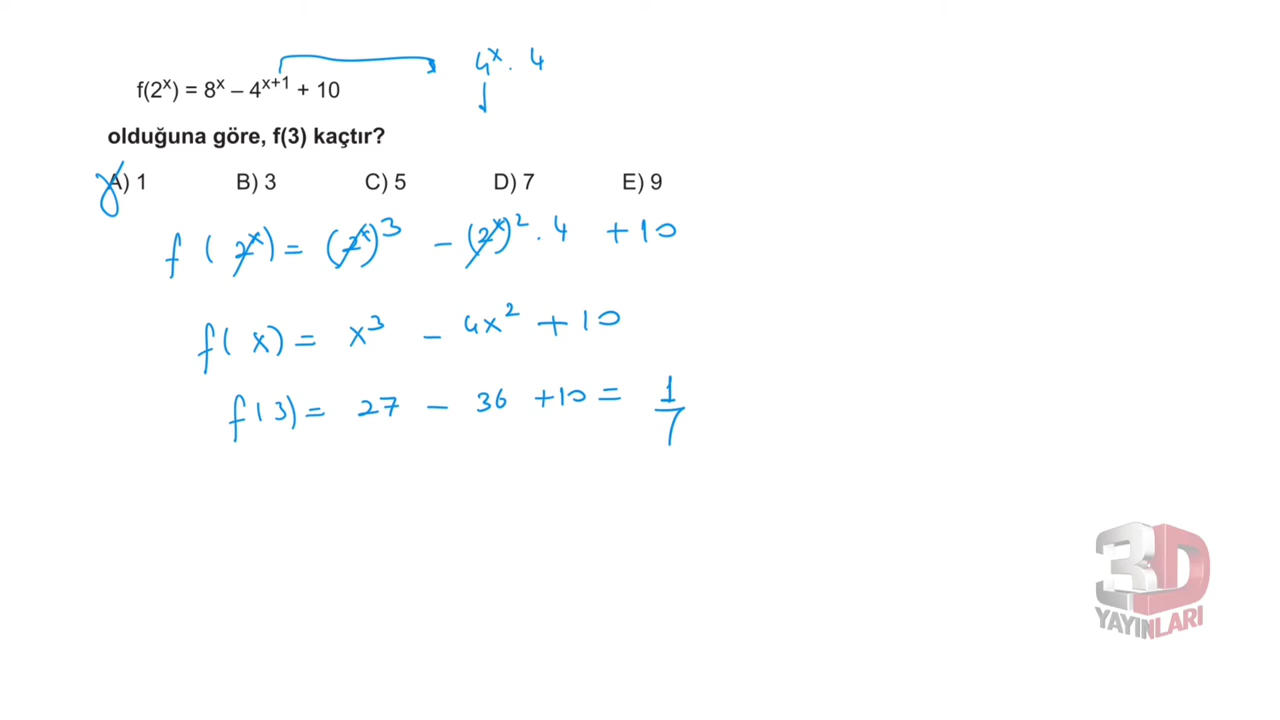 4ˣ . 4
f(2ˣ) = 8ˣ – 4ˣ⁺¹ + 10
olduğuna göre, f(3) kaçtır?
A) 1 B) 3 C) 5 D) 7 E) 9
f ( 2ˣ) = (2ˣ)³ – (2ˣ)² . 4 + 10
f( x) = x³ – 4x² + 10
f(3) = 27 – 36 +10 = 1
3D
YAYINLARI